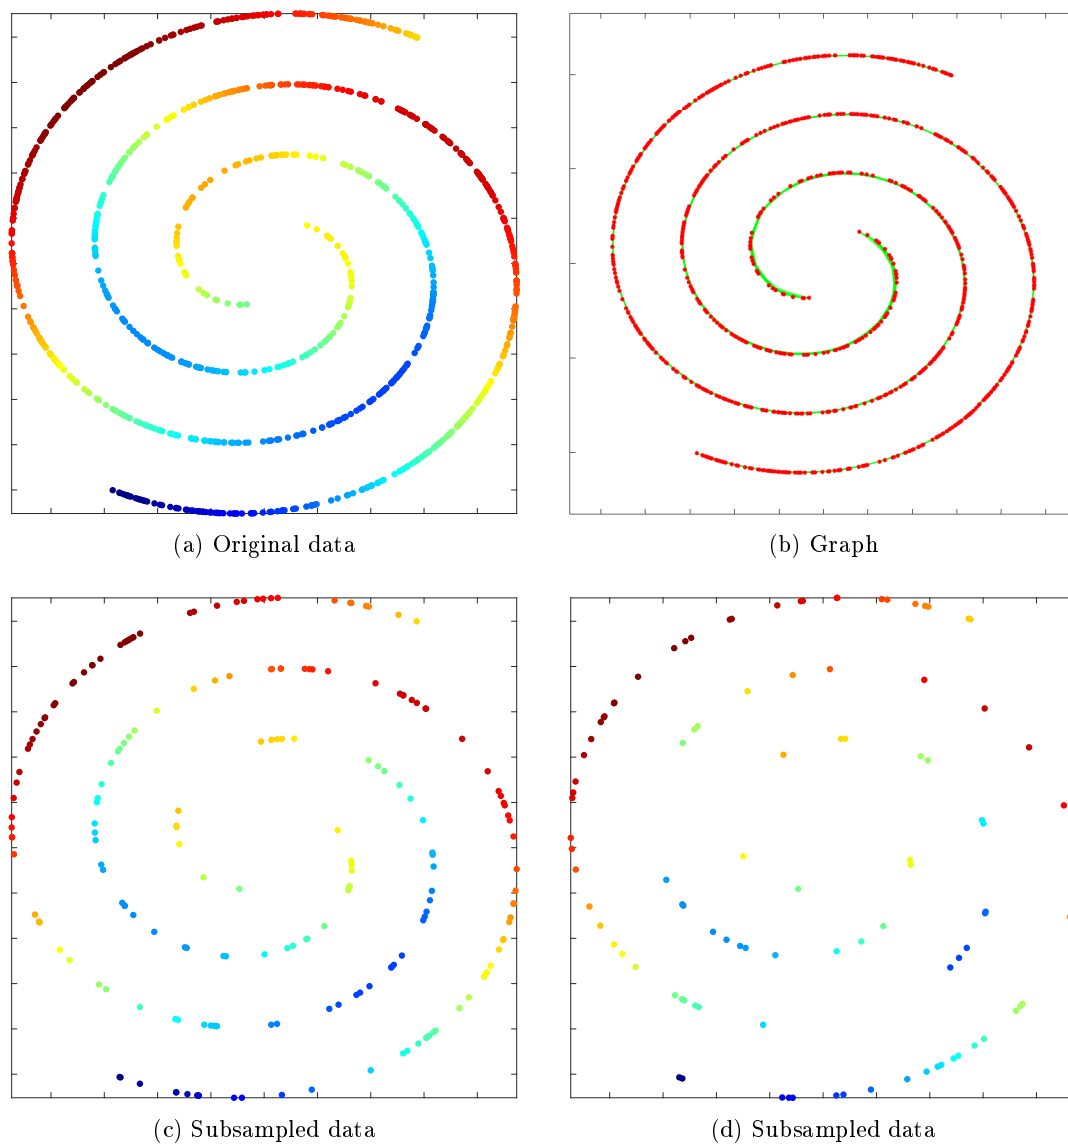 (a) Original data
(b) Graph
(c) Subsampled data
(d) Subsampled data